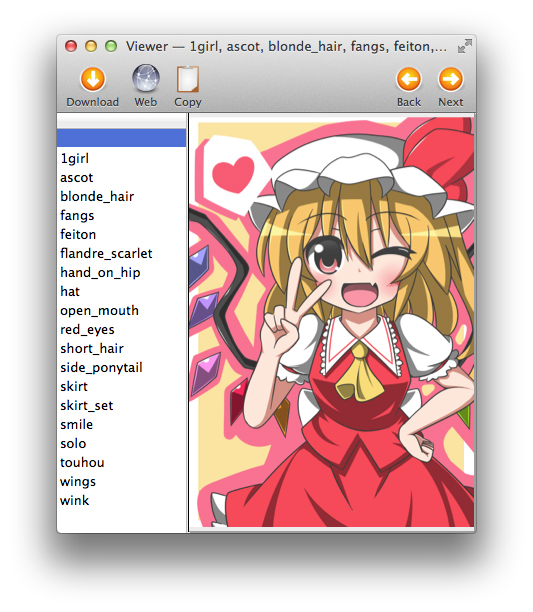 Viewer — 1girl, ascot, blonde_hair, fangs, feiton,...
Download
Web
Copy
Back
Next
1girl
ascot
blonde_hair
fangs
feiton
flandre_scarlet
hand_on_hip
hat
open_mouth
red_eyes
short_hair
side_ponytail
skirt
skirt_set
smile
solo
touhou
wings
wink